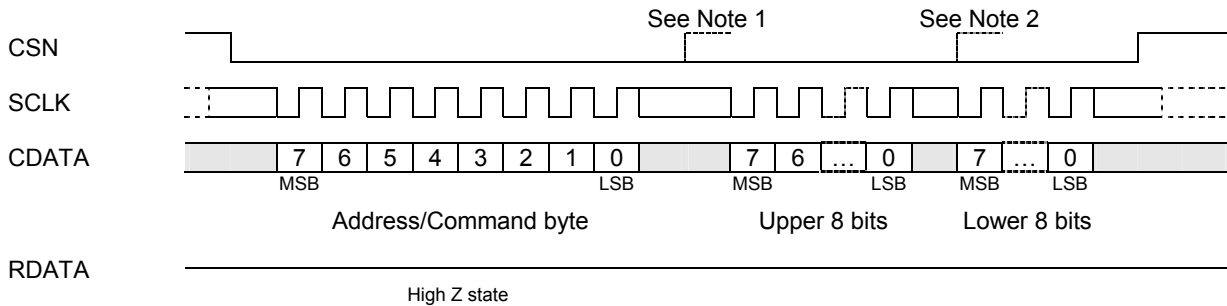 See Note 1 See Note 2
CSN
SCLK
CDATA 7 6 5 4 3 2 1 0 7 6 ... 0 7 ... 0
MSB LSB MSB LSB MSB LSB
Address/Command byte Upper 8 bits Lower 8 bits
RDATA
High Z state